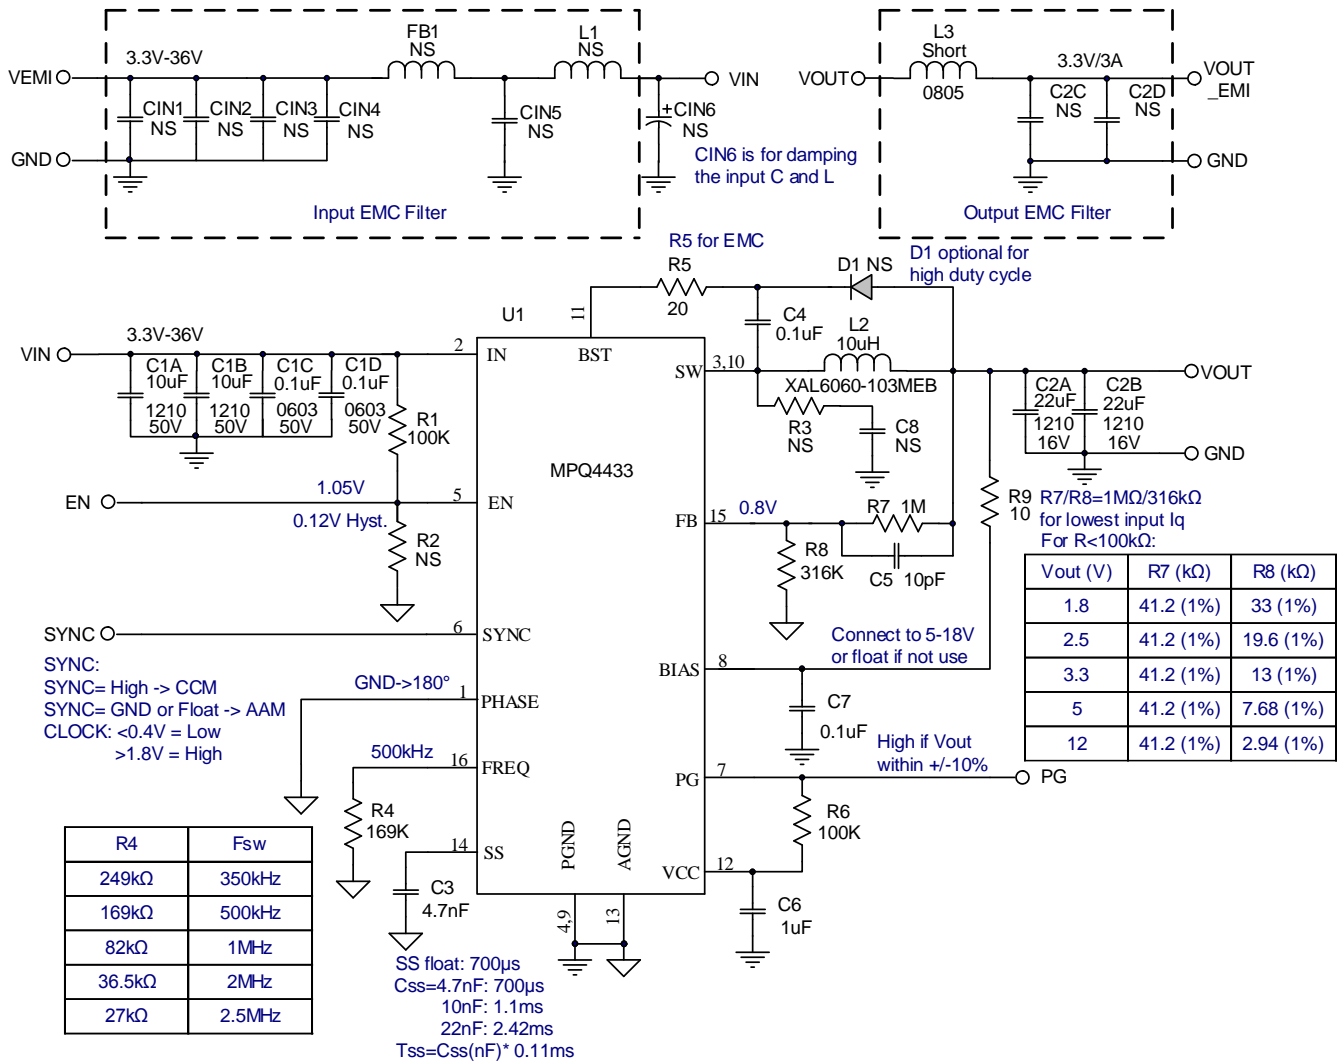 FB1
NS
L1
NS
3.3V-36V
VEMI
VIN
CIN1
NS
CIN2
NS
CIN3
NS
CIN4
NS
CIN5
NS
+
CIN6
NS
GND
CIN6 is for damping
the input C and L
Input EMC Filter
L3
Short
0805
VOUT
3.3V/3A
VOUT
_EMI
C2C
NS
C2D
NS
GND
Output EMC Filter
R5 for EMC
R5
20
D1 NS
D1 optional for
high duty cycle
U1
11
BST
C4
0.1uF
L2
10uH
XAL6060-103MEB
3.3V-36V
VIN
2
IN
C1A
10uF
1210
50V
C1B
10uF
1210
50V
C1C
0.1uF
0603
50V
C1D
0.1uF
0603
50V
R1
100K
SW
3,10
R3
NS
C8
NS
VOUT
C2A
22uF
1210
16V
C2B
22uF
1210
16V
GND
MPQ4433
EN
1.05V
0.12V Hyst.
5
EN
R2
NS
FB
15
0.8V
R7
1M
R8
316K
C5
10pF
R9
10
R7/R8=1MΩ/316kΩ
for lowest input Iq
For R<100kΩ:
Vout (V) R7 (kΩ) R8 (kΩ)
1.8 41.2 (1%) 33 (1%)
2.5 41.2 (1%) 19.6 (1%)
3.3 41.2 (1%) 13 (1%)
5 41.2 (1%) 7.68 (1%)
12 41.2 (1%) 2.94 (1%)
SYNC
6
SYNC
SYNC:
SYNC= High -> CCM
SYNC= GND or Float -> AAM
CLOCK: <0.4V = Low
>1.8V = High
GND->180°
1
PHASE
Connect to 5-18V
or float if not use
BIAS
8
C7
0.1uF
500kHz
16
FREQ
R4
169K
High if Vout
within +/-10%
PG
7
PG
R6
100K
14
SS
C3
4.7nF
PGND
AGND
4,9
13
VCC
12
C6
1uF
R4 Fsw
249kΩ 350kHz
169kΩ 500kHz
82kΩ 1MHz
36.5kΩ 2MHz
27kΩ 2.5MHz
SS float: 700µs
Css=4.7nF: 700µs
10nF: 1.1ms
22nF: 2.42ms
Tss=Css(nF)* 0.11ms